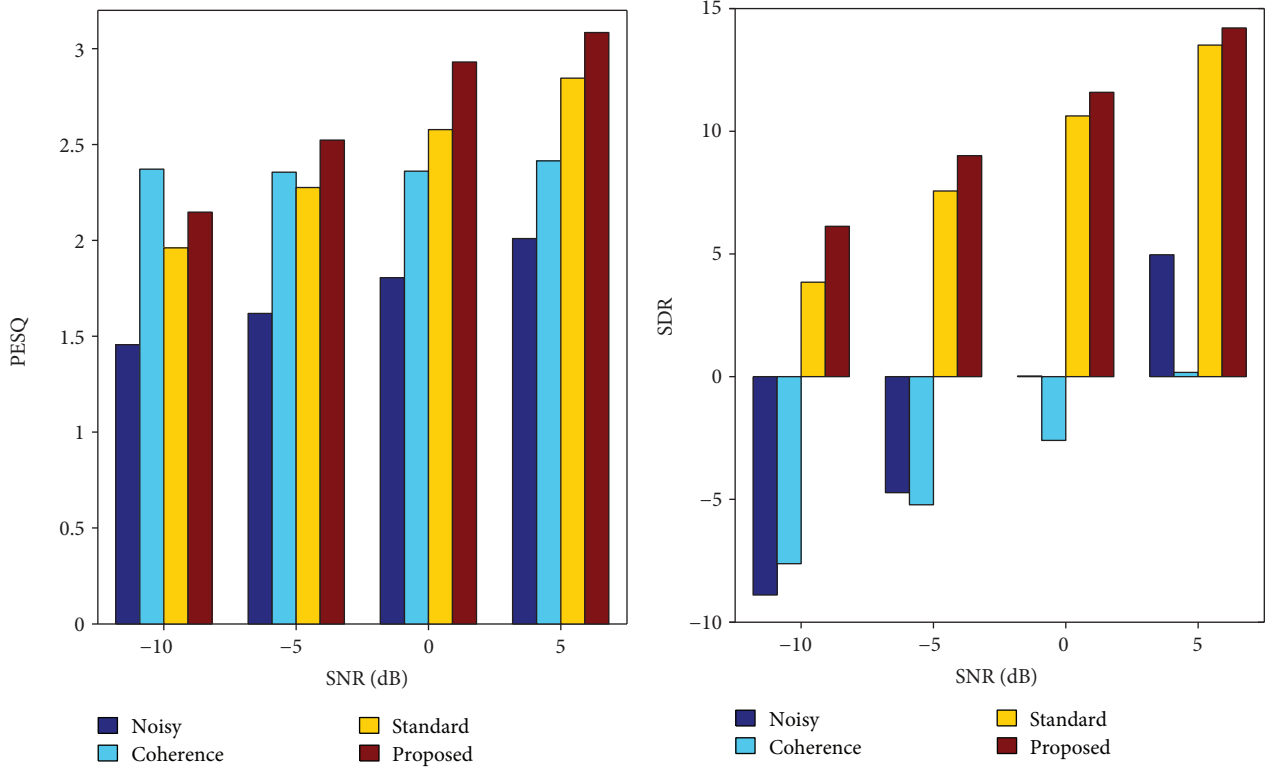 PESQ
3
2.5
2
1.5
1
0.5
0
−10
−5
0
5
SNR (dB)
Noisy
Coherence
Standard
Proposed
SDR
15
10
5
0
−5
−10
−10
−5
0
5
SNR (dB)
Noisy
Coherence
Standard
Proposed